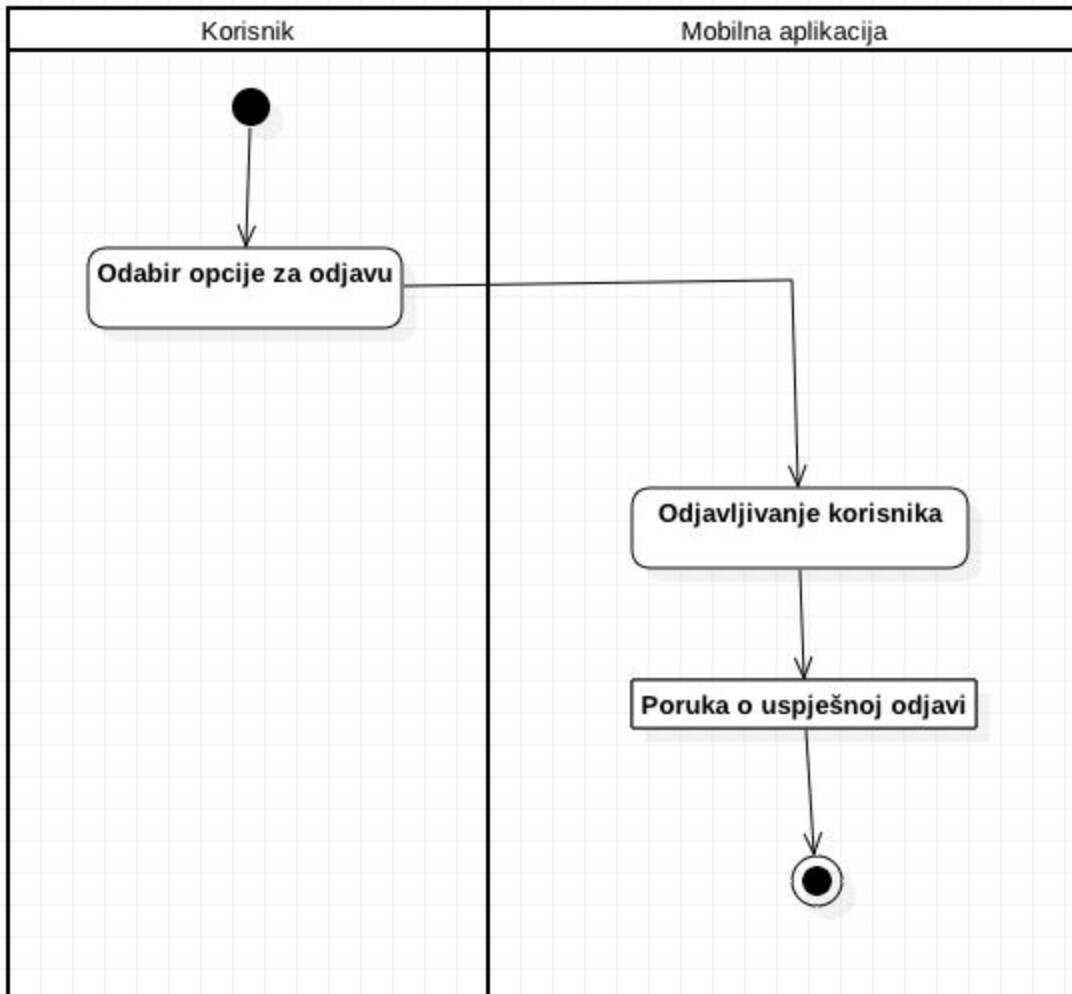 Korisnik
Mobilna aplikacija
Odabir opcije za odjavu
Odjavljivanje korisnika
Poruka o uspješnoj odjavi